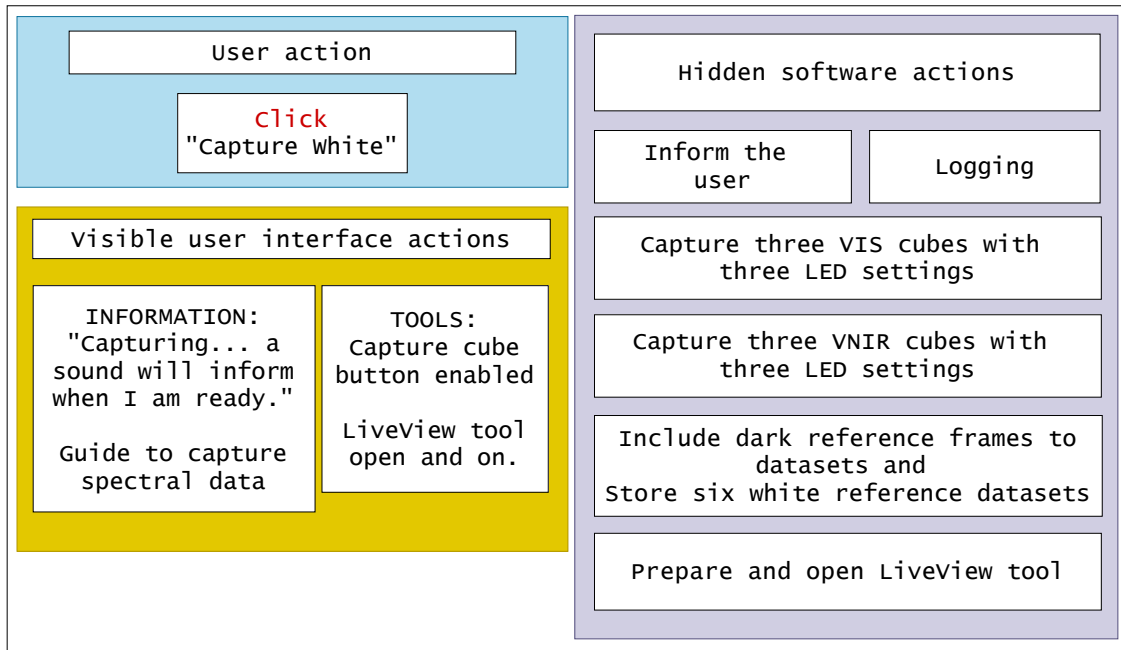 User action
Click
"Capture White"
Visible user interface actions
INFORMATION:
"Capturing... a
sound will inform
when I am ready."
Guide to capture
spectral data
TOOLS:
Capture cube
button enabled
LiveView tool
open and on.
Hidden software actions
Inform the
user
Logging
Capture three VIS cubes with
three LED settings
Capture three VNIR cubes with
three LED settings
Include dark reference frames to
datasets and
Store six white reference datasets
Prepare and open LiveView tool